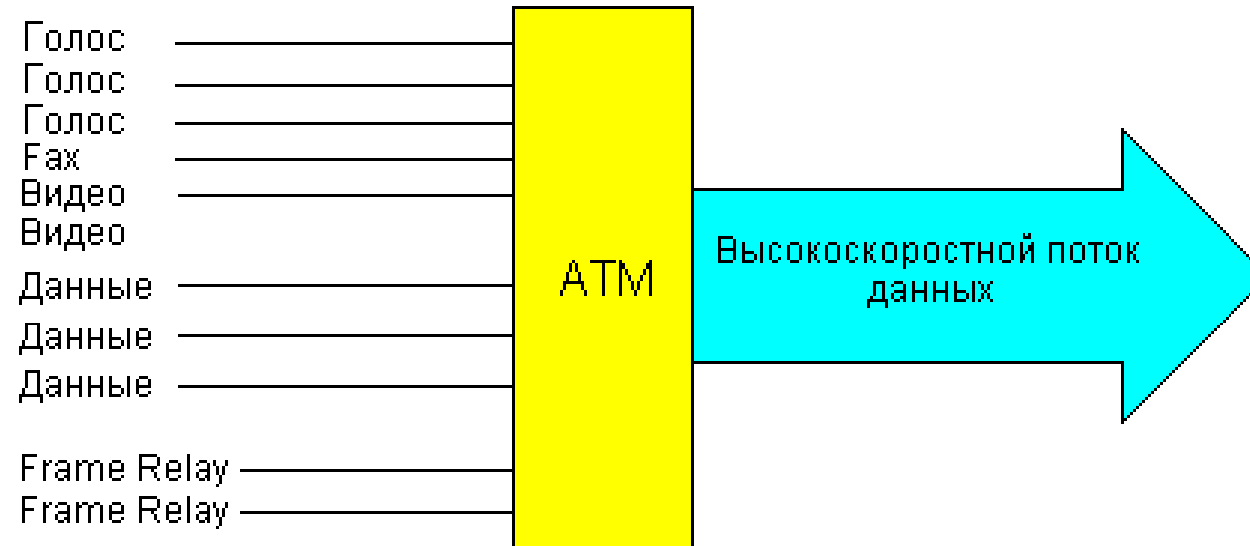 Голос
Голос
Голос
Fax
Видео
Видео
Данные
Данные
Данные
Frame Relay
Frame Relay
ATM
Высокоскоростной поток
данных